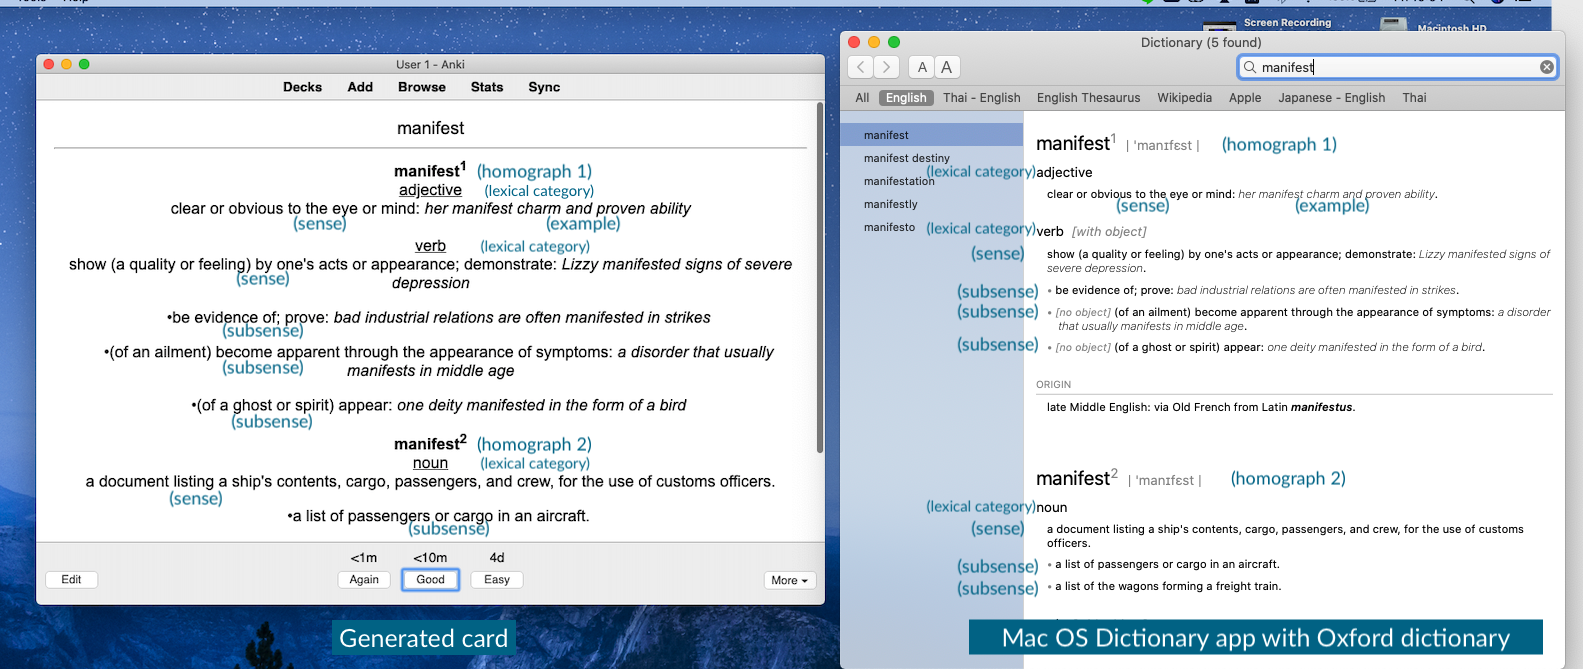 Screen Recording
Macintosh HD
User 1 - Anki
Decks Add Browse Stats Sync
manifest
manifest1 (homograph 1)
adjective (lexical category)
clear or obvious to the eye or mind: her manifest charm and proven ability
(sense) (example)
verb (lexical category)
show (a quality or feeling) by one's acts or appearance; demonstrate: Lizzy manifested signs of severe
(sense) depression
•be evidence of; prove: bad industrial relations are often manifested in strikes
(subsense)
•(of an ailment) become apparent through the appearance of symptoms: a disorder that usually
(subsense) manifests in middle age
•(of a ghost or spirit) appear: one deity manifested in the form of a bird
(subsense)
manifest2 (homograph 2)
noun (lexical category)
a document listing a ship's contents, cargo, passengers, and crew, for the use of customs officers.
(sense)
•a list of passengers or cargo in an aircraft.
(subsense)
<1m <10m 4d
Edit Again Good Easy More
Generated card
Dictionary (5 found)
A A manifest
All English Thai - English English Thesaurus Wikipedia Apple Japanese - English Thai
manifest
manifest destiny
manifestation
manifestly
manifesto
manifest1 | ˈmanɪfɛst | (homograph 1)
(lexical category) adjective
clear or obvious to the eye or mind: her manifest charm and proven ability.
(sense) (example)
(lexical category) verb [with object]
(sense) show (a quality or feeling) by one's acts or appearance; demonstrate: Lizzy manifested signs of
severe depression.
(subsense) • be evidence of; prove: bad industrial relations are often manifested in strikes.
(subsense) • [no object] (of an ailment) become apparent through the appearance of symptoms: a disorder
that usually manifests in middle age.
(subsense) • [no object] (of a ghost or spirit) appear: one deity manifested in the form of a bird.
ORIGIN
late Middle English: via Old French from Latin manifestus.
manifest2 | ˈmanɪfɛst | (homograph 2)
(lexical category) noun
(sense) a document listing a ship's contents, cargo, passengers, and crew, for the use of customs
officers.
(subsense) • a list of passengers or cargo in an aircraft.
(subsense) • a list of the wagons forming a freight train.
Mac OS Dictionary app with Oxford dictionary